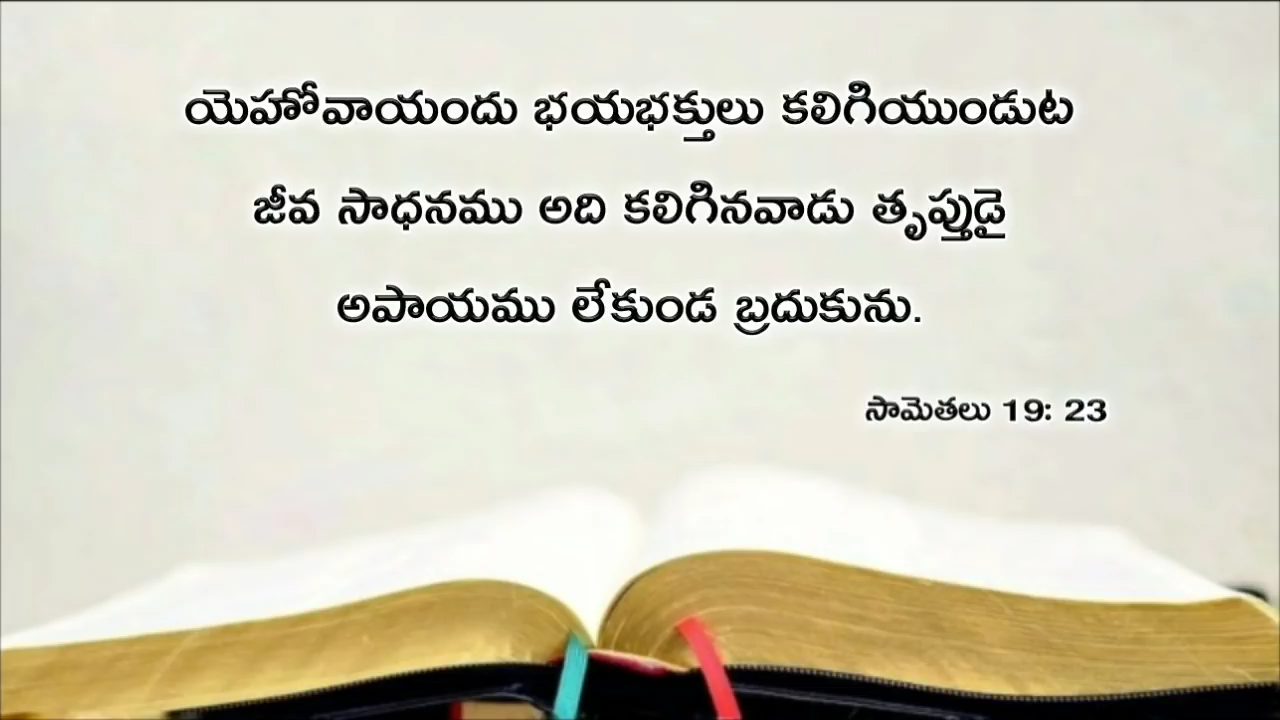 యెహోవాయందు భయభక్తులు కలిగియుండుట
జీవ సాధనము అది కలిగినవాడు తృప్తుడై
అపాయము లేకుండ బ్రదుకును.
సామెతలు 19: 23